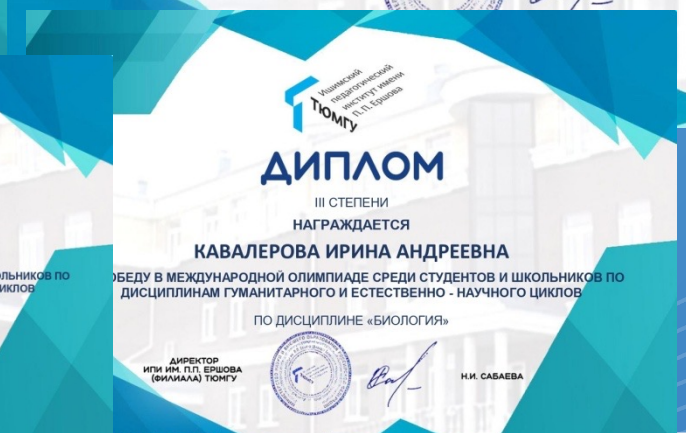 Ишимский
педагогический
институт имени
П.П. Ершова
ТЮМГУ
ДИПЛОМ
III СТЕПЕНИ
НАГРАЖДАЕТСЯ
КАВАЛЕРОВА ИРИНА АНДРЕЕВНА
ОБЕДУ В МЕЖДУНАРОДНОЙ ОЛИМПИАДЕ СРЕДИ СТУДЕНТОВ И ШКОЛЬНИКОВ ПО
ДИСЦИПЛИНАМ ГУМАНИТАРНОГО И ЕСТЕСТВЕННО - НАУЧНОГО ЦИКЛОВ
ПО ДИСЦИПЛИНЕ «БИОЛОГИЯ»
ДИРЕКТОР
ИПИ ИМ. П.П. ЕРШОВА
(ФИЛИАЛА) ТЮМГУ
Н.И. САБАЕВА
ОЛЬНИКОВ ПО
ИКЛОВ